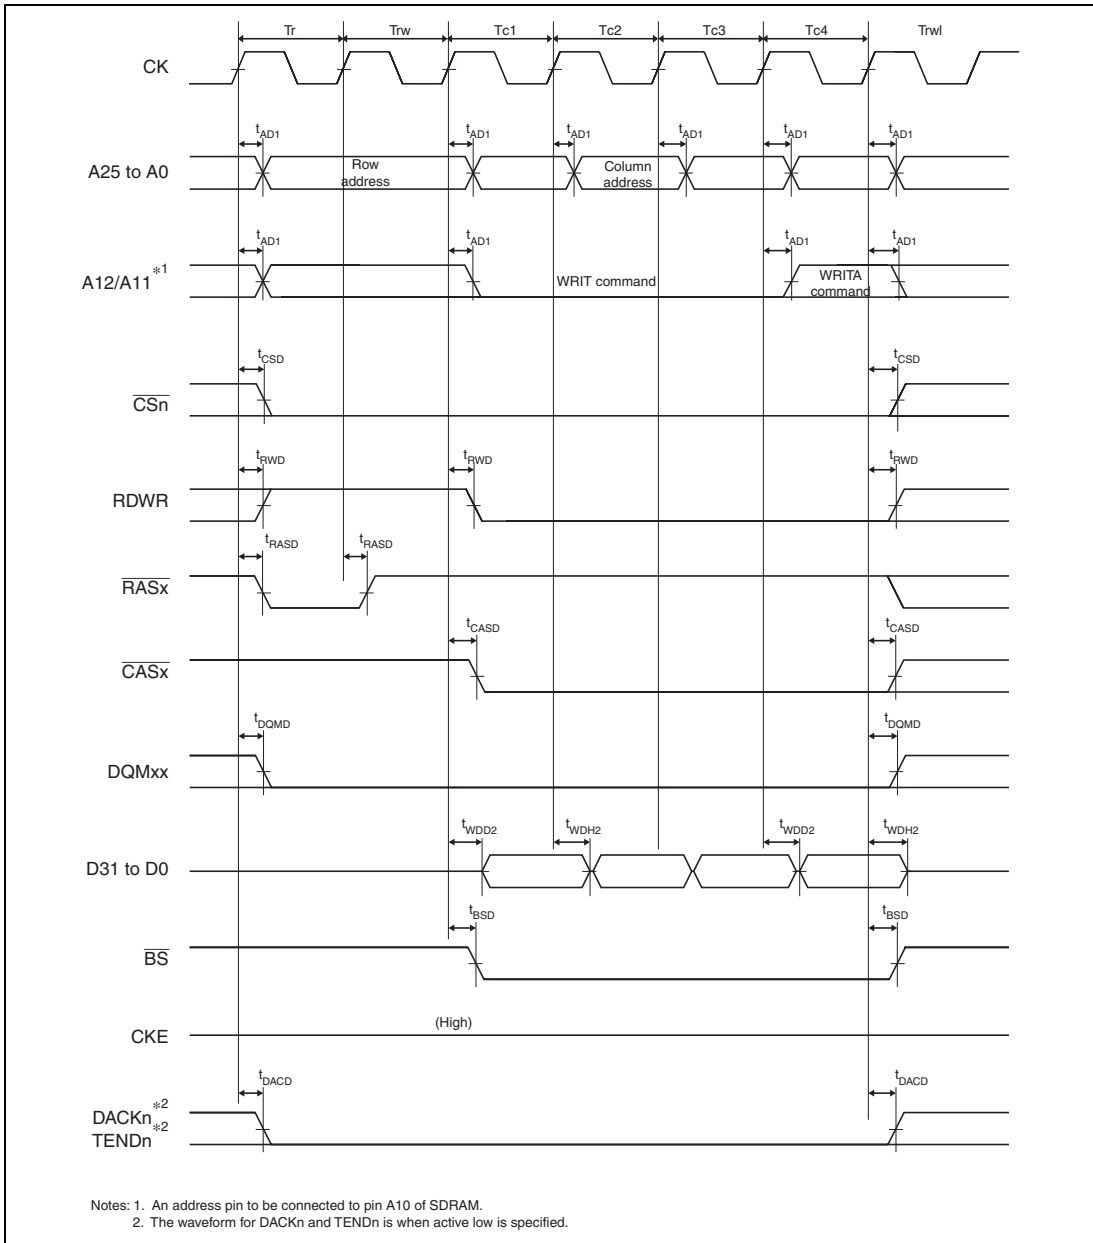 Tr Trw Tc1 Tc2 Tc3 Tc4 Trwl
CK
tAD1 tAD1 tAD1 tAD1 tAD1 tAD1
A25 to A0
Row
address
Column
address
tAD1 tAD1 tAD1 tAD1
A12/A11*1
WRIT command
WRITA
command
tCSD tCSD
CSn
tRWD tRWD tRWD
RDWR
tRASD tRASD
RASx
tCASD tCASD
CASx
tDQMD tDQMD
DQMxx
tWDD2 tWDH2 tWDD2 tWDH2
D31 to D0
tBSD tBSD
BS
(High)
CKE
tDACD tDACD
DACKn*2
TENDn*2
Notes: 1. An address pin to be connected to pin A10 of SDRAM.
2. The waveform for DACKn and TENDn is when active low is specified.